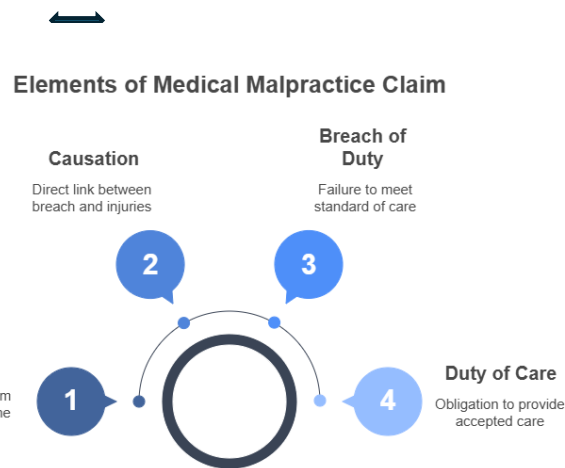 Elements of Medical Malpractice Claim
Causation
Direct link between
breach and injuries
2
Breach of
Duty
Failure to meet
standard of care
3
1
Duty of Care
Obligation to provide
accepted care
4